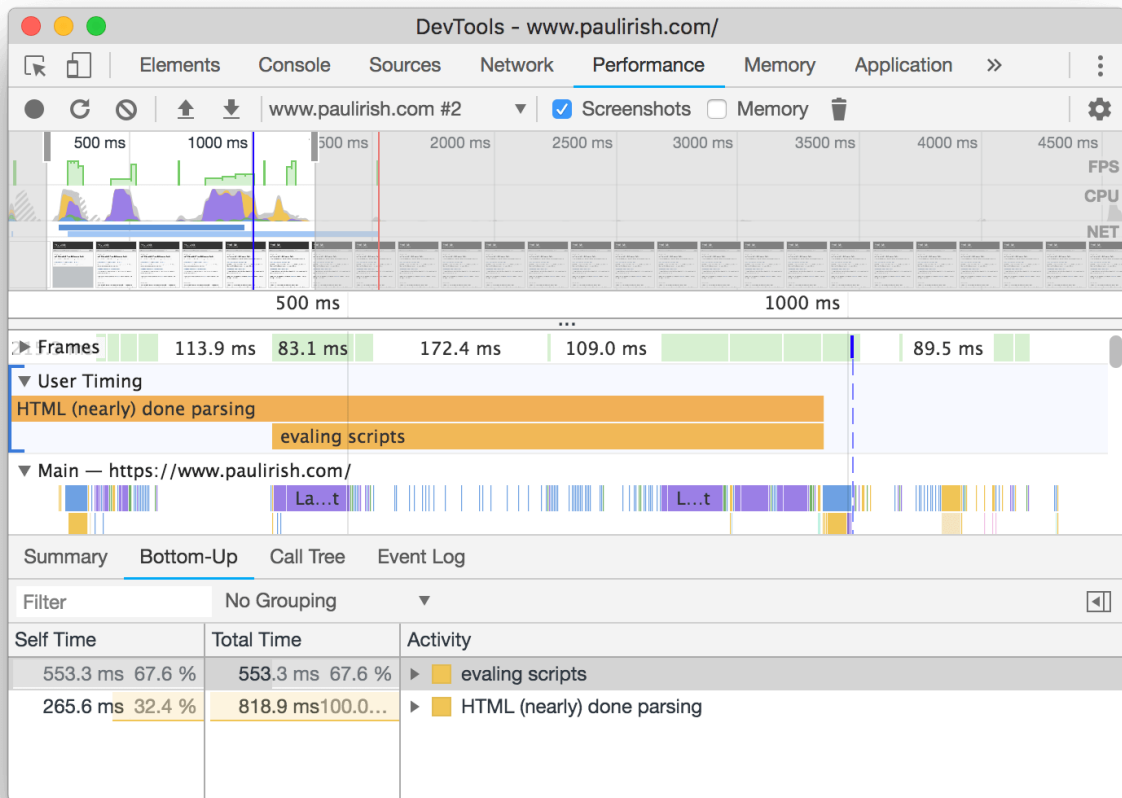 DevTools - www.paulirish.com/
Elements Console Sources Network Performance Memory Application »
www.paulirish.com #2 ▼ Screenshots Memory
500 ms 1000 ms 500 ms 2000 ms 2500 ms 3000 ms 3500 ms 4000 ms 4500 ms
FPS
CPU
NET
500 ms 1000 ms
...
Frames 113.9 ms 83.1 ms 172.4 ms 109.0 ms 89.5 ms
▼ User Timing
HTML (nearly) done parsing
evaling scripts
▼ Main — https://www.paulirish.com/
La...t L...t
Summary Bottom-Up Call Tree Event Log
Filter No Grouping ▼
Self Time Total Time Activity
553.3 ms 67.6 % 553.3 ms 67.6 % evaling scripts
265.6 ms 32.4 % 818.9 ms 100.0... HTML (nearly) done parsing